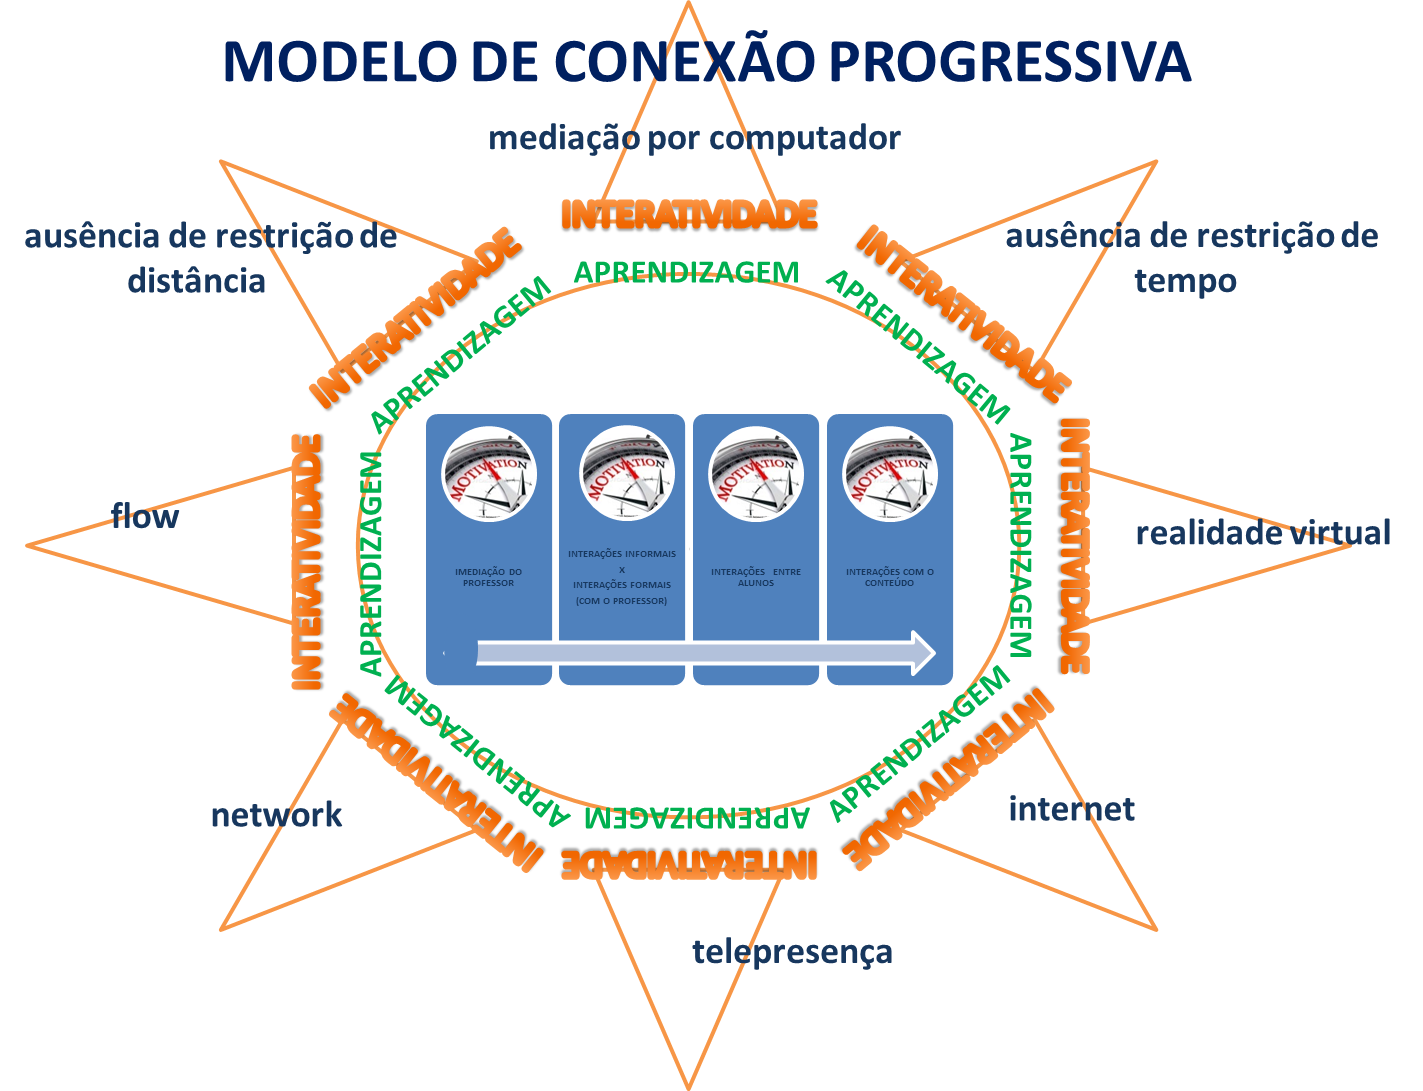 MODELO DE CONEXÃO PROGRESSIVA
mediação por computador
ausência de restrição de
distância
ausência de restrição de
tempo
INTERATIVIDADE
INTERATIVIDADE
INTERATIVIDADE
APRENDIZAGEM
APRENDIZAGEM
APRENDIZAGEM
flow
INTERATIVIDADE
APRENDIZAGEM
MOTIVATION
IMEDIAÇÃO DO
PROFESSOR
MOTIVATION
INTERAÇÕES INFORMAIS
X
INTERAÇÕES FORMAIS
(COM O PROFESSOR)
MOTIVATION
INTERAÇÕES ENTRE
ALUNOS
MOTIVATION
INTERAÇÕES COM O
CONTEÚDO
APRENDIZAGEM
INTERATIVIDADE
realidade virtual
APRENDIZAGEM
APRENDIZAGEM
APRENDIZAGEM
INTERATIVIDADE
INTERATIVIDADE
INTERATIVIDADE
network
internet
telepresença